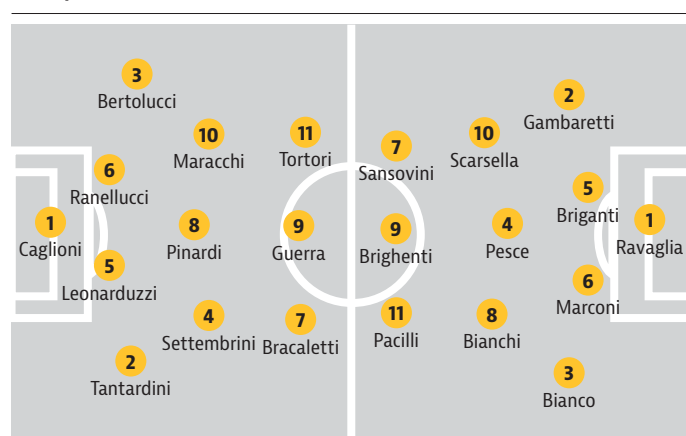 3
Bertolucci
10
Maracchi
11
Tortori
6
Ranellucci
1
Caglioni
8
Pinardi
9
Guerra
5
Leonarduzzi
4
Settembrini
7
Bracaletti
2
Tantardini
2
Gambaretti
10
Scarsella
7
Sansovini
5
Briganti
1
Ravaglia
4
Pesce
9
Brighenti
6
Marconi
11
Pacilli
8
Bianchi
3
Bianco